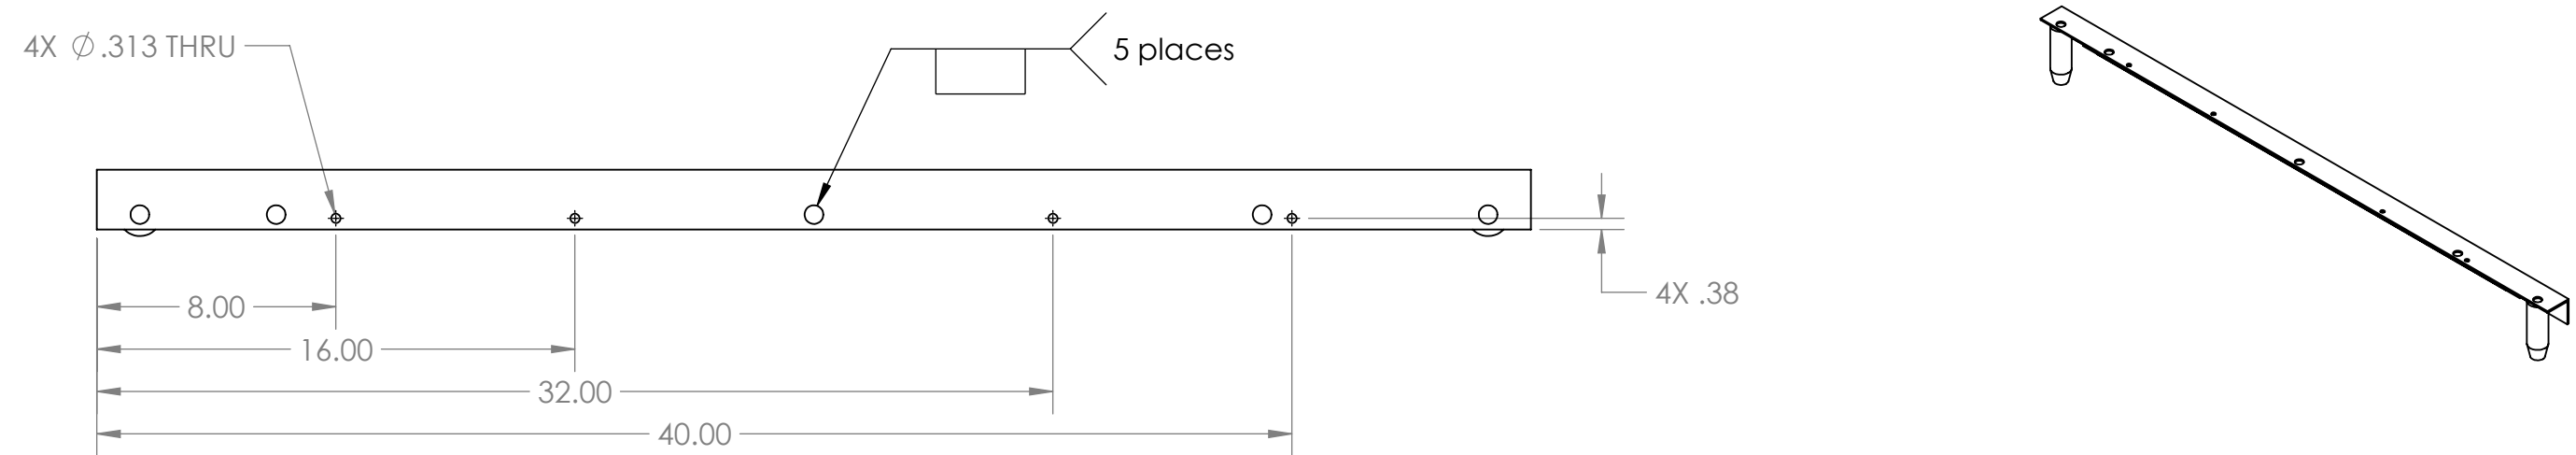 4X ∅ .313 THRU
5 places
8.00
4X .38
16.00
32.00
40.00